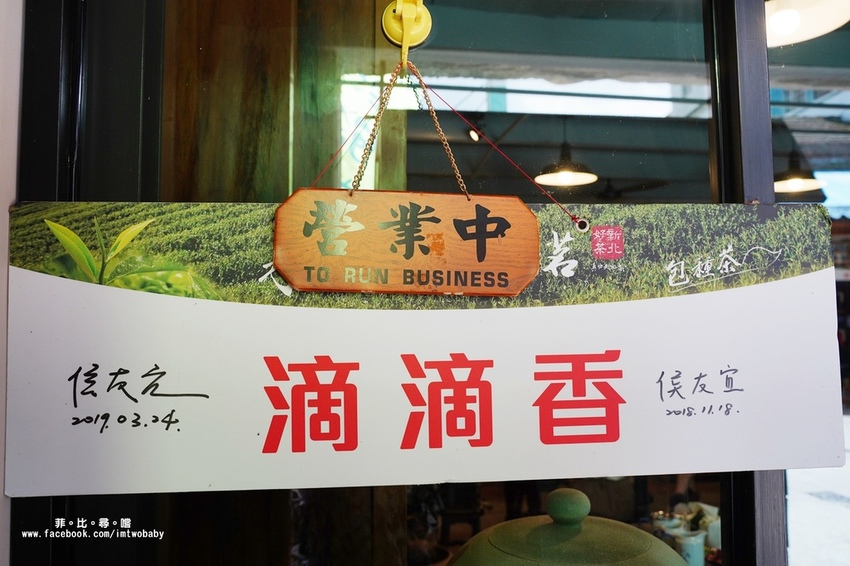 營業中
TO RUN BUSINESS
茗
新北
好茶
包種茶
滴滴香
侯友宜
2019.03.24.
侯友宜
2018.11.18.
菲。比。尋。嚐
www.facebook.com/imtwobaby